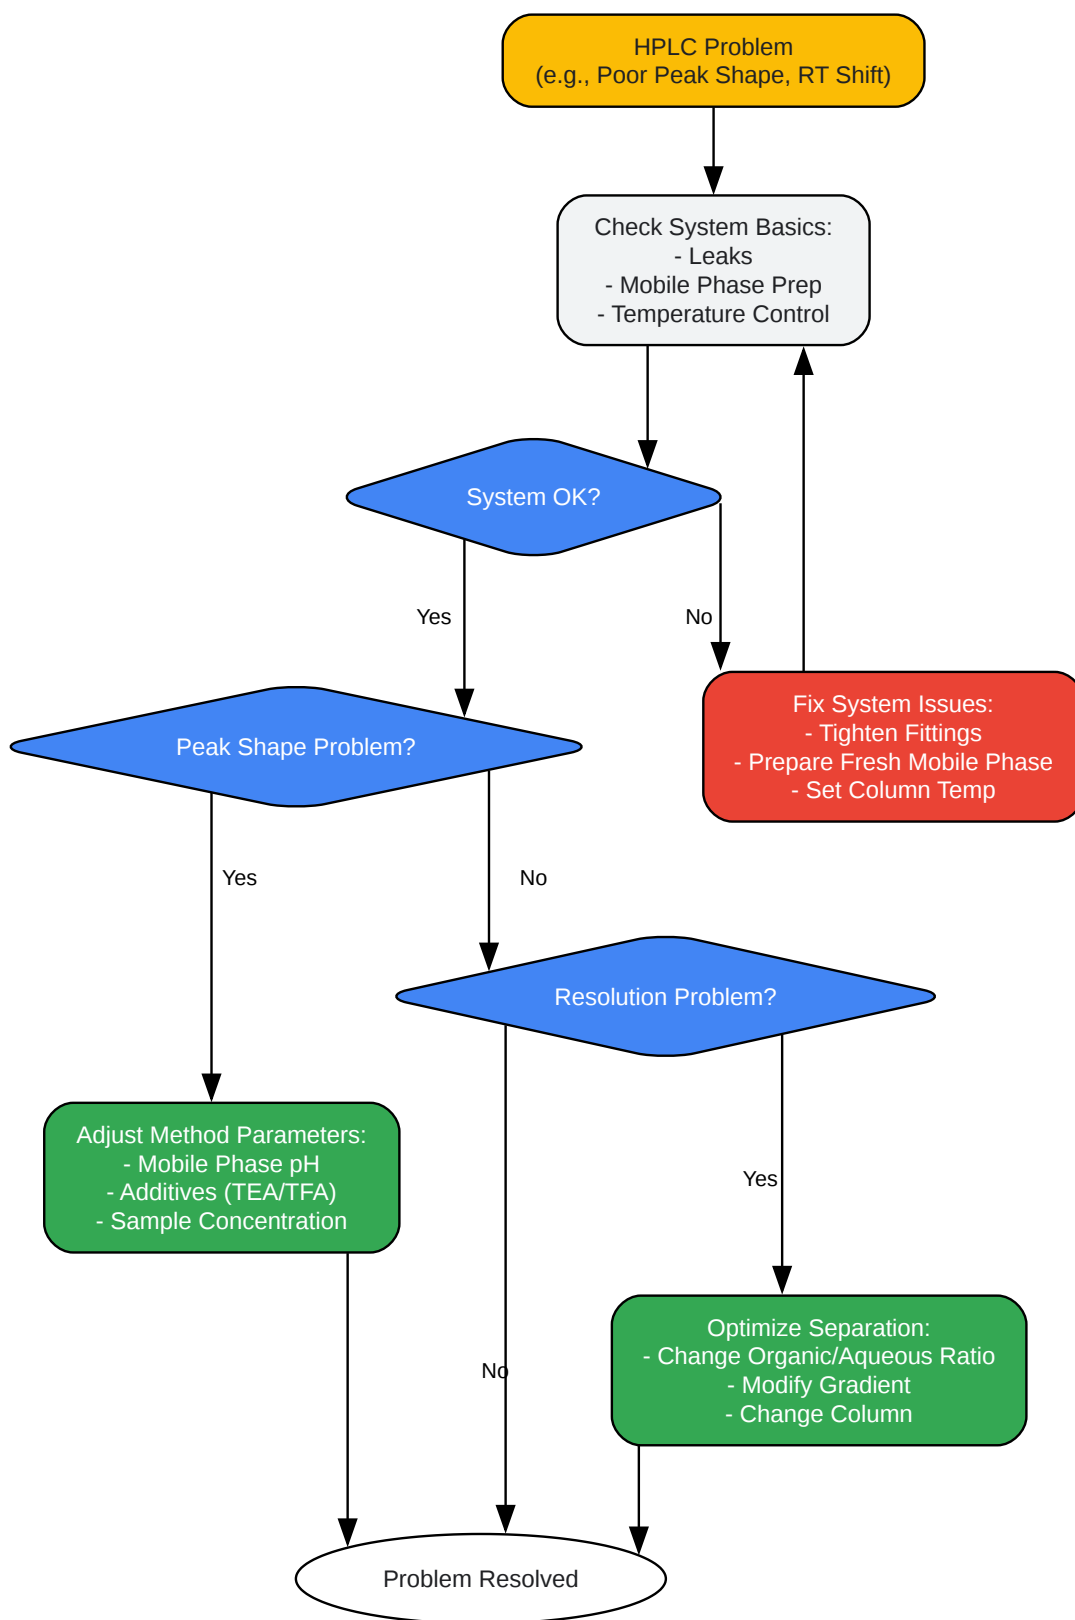 HPLC Problem
(e.g., Poor Peak Shape, RT Shift)
Check System Basics:
- Leaks
- Mobile Phase Prep
- Temperature Control
System OK?
Yes
No
Fix System Issues:
- Tighten Fittings
- Prepare Fresh Mobile Phase
- Set Column Temp
Peak Shape Problem?
Yes
No
Resolution Problem?
Adjust Method Parameters:
- Mobile Phase pH
- Additives (TEA/TFA)
- Sample Concentration
Yes
No
Optimize Separation:
- Change Organic/Aqueous Ratio
- Modify Gradient
- Change Column
Problem Resolved